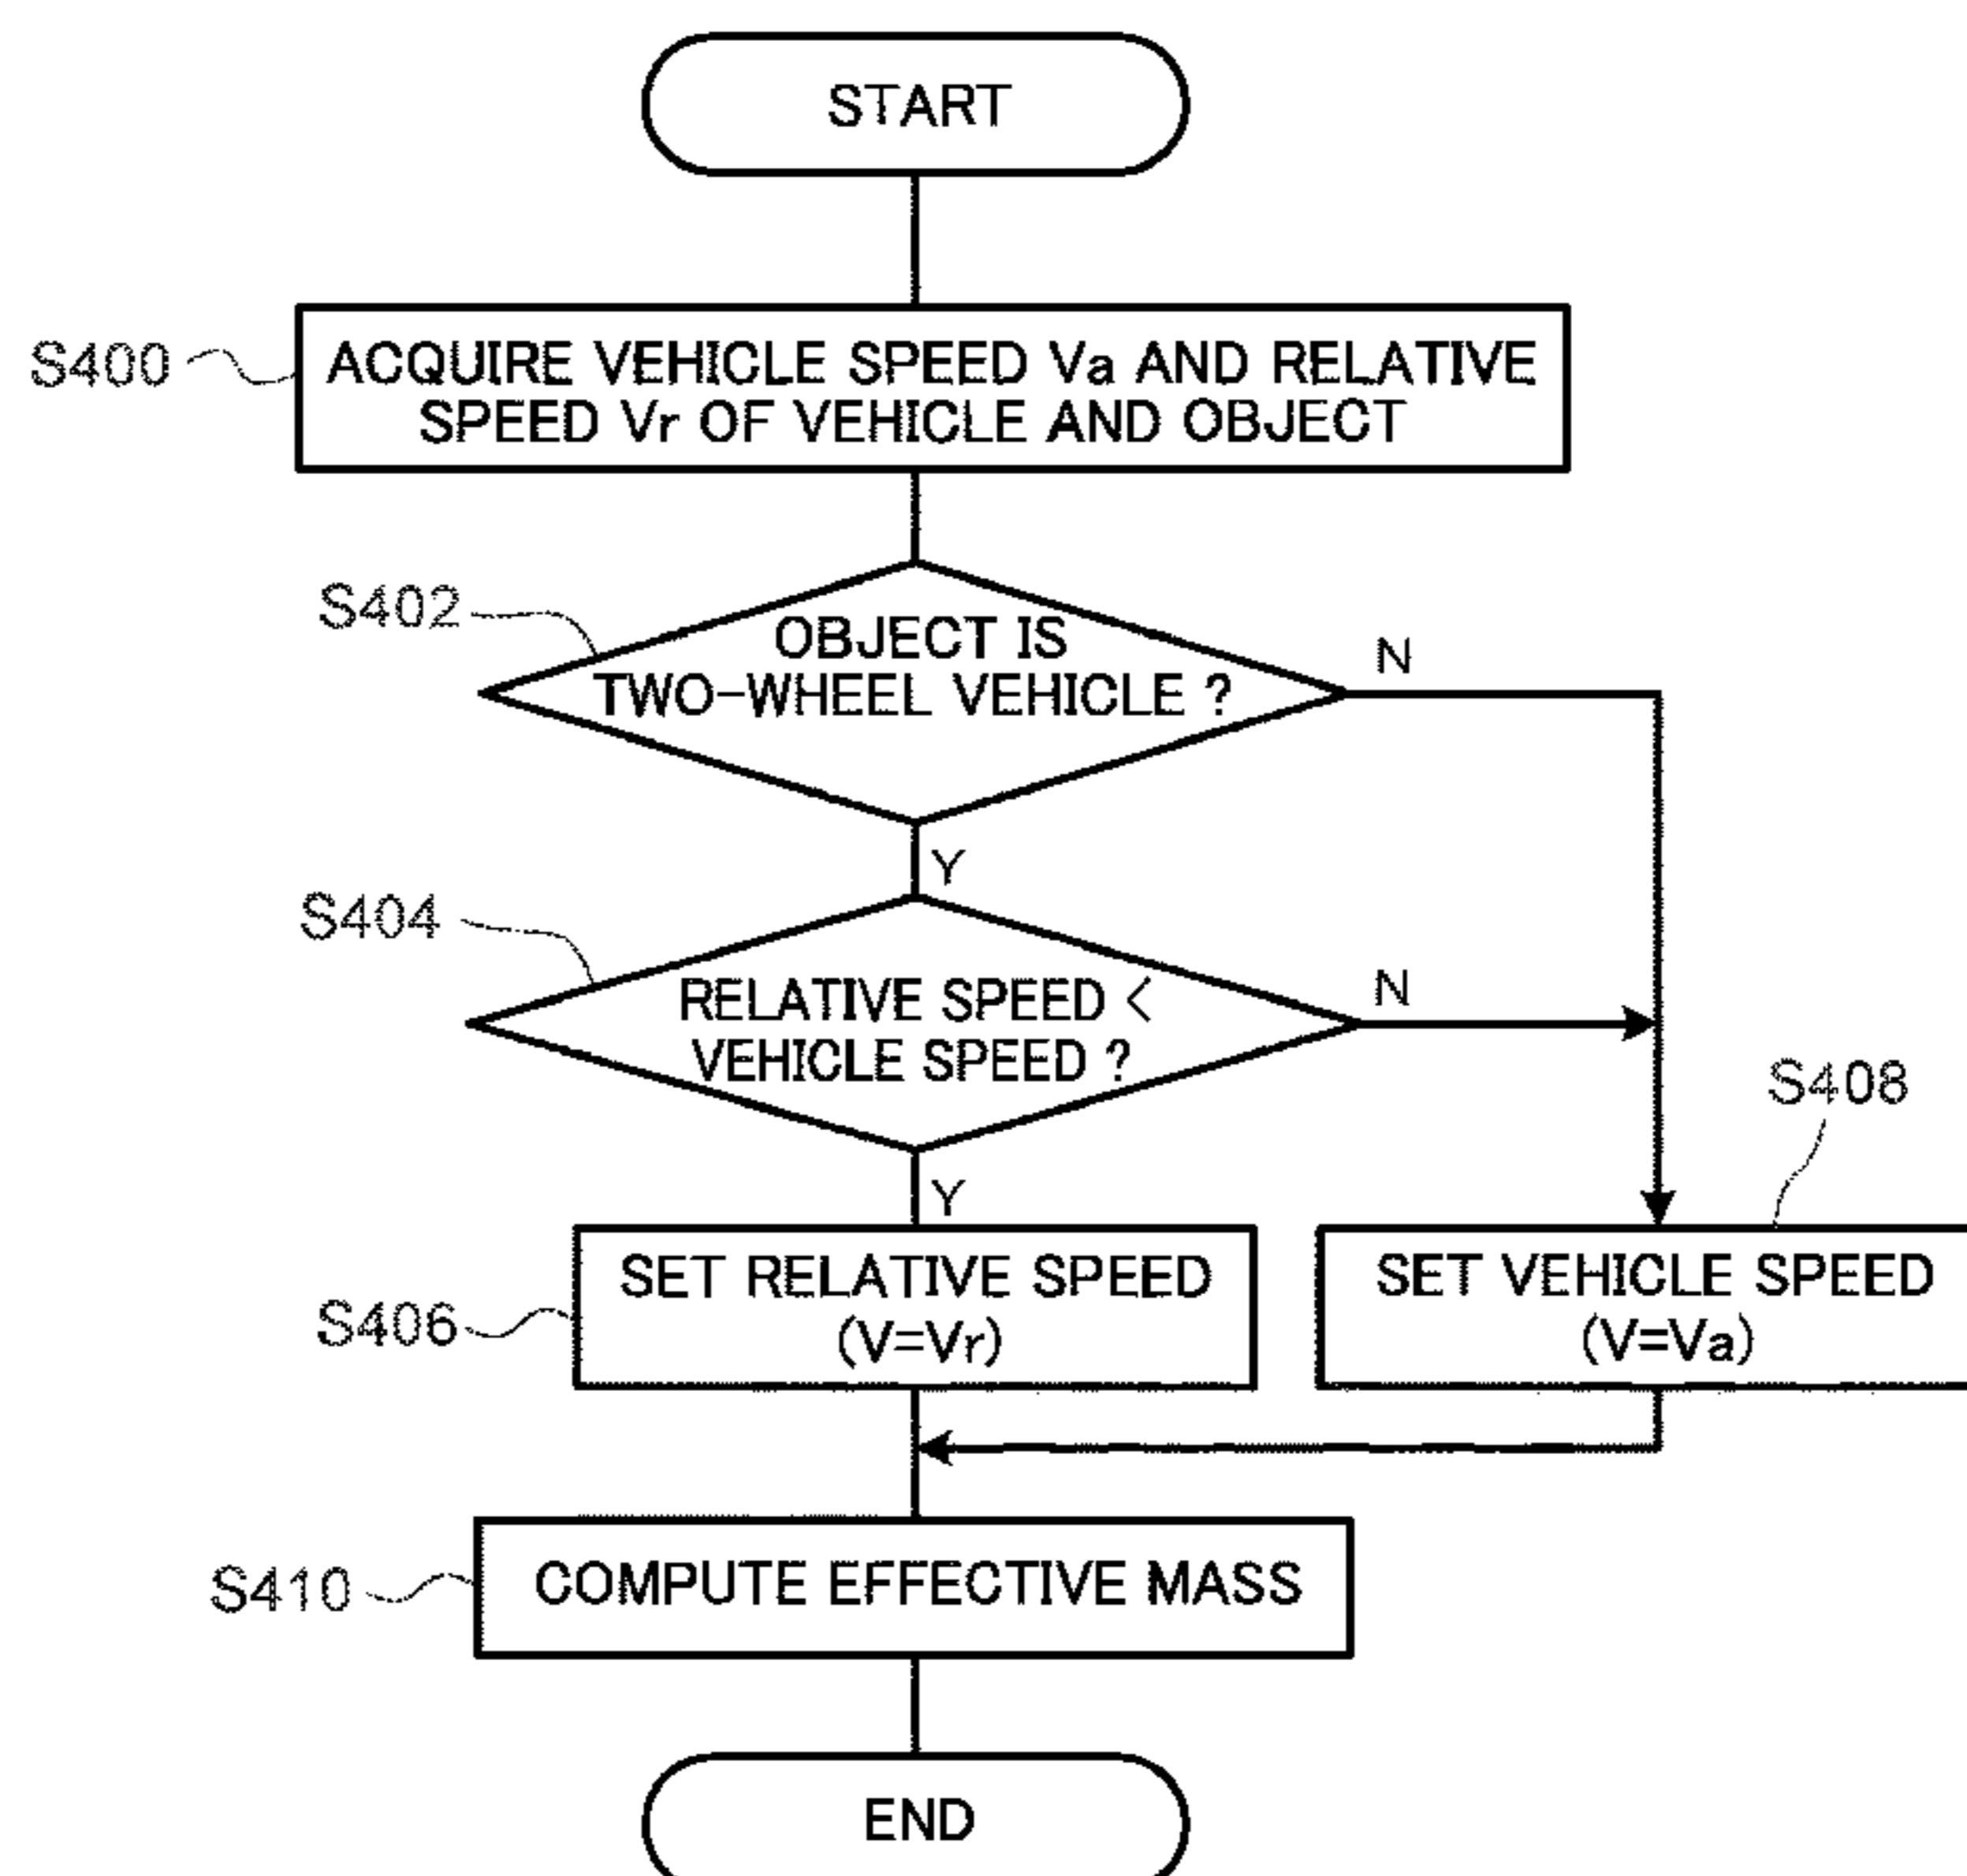 START
S400
ACQUIRE VEHICLE SPEED Va AND RELATIVE
SPEED Vr OF VEHICLE AND OBJECT
S402
OBJECT IS
TWO-WHEEL VEHICLE ?
N
Y
S404
RELATIVE SPEED <
VEHICLE SPEED ?
N
Y
S408
SET RELATIVE SPEED
(V=Vr)
S406
SET VEHICLE SPEED
(V=Va)
S410
COMPUTE EFFECTIVE MASS
END